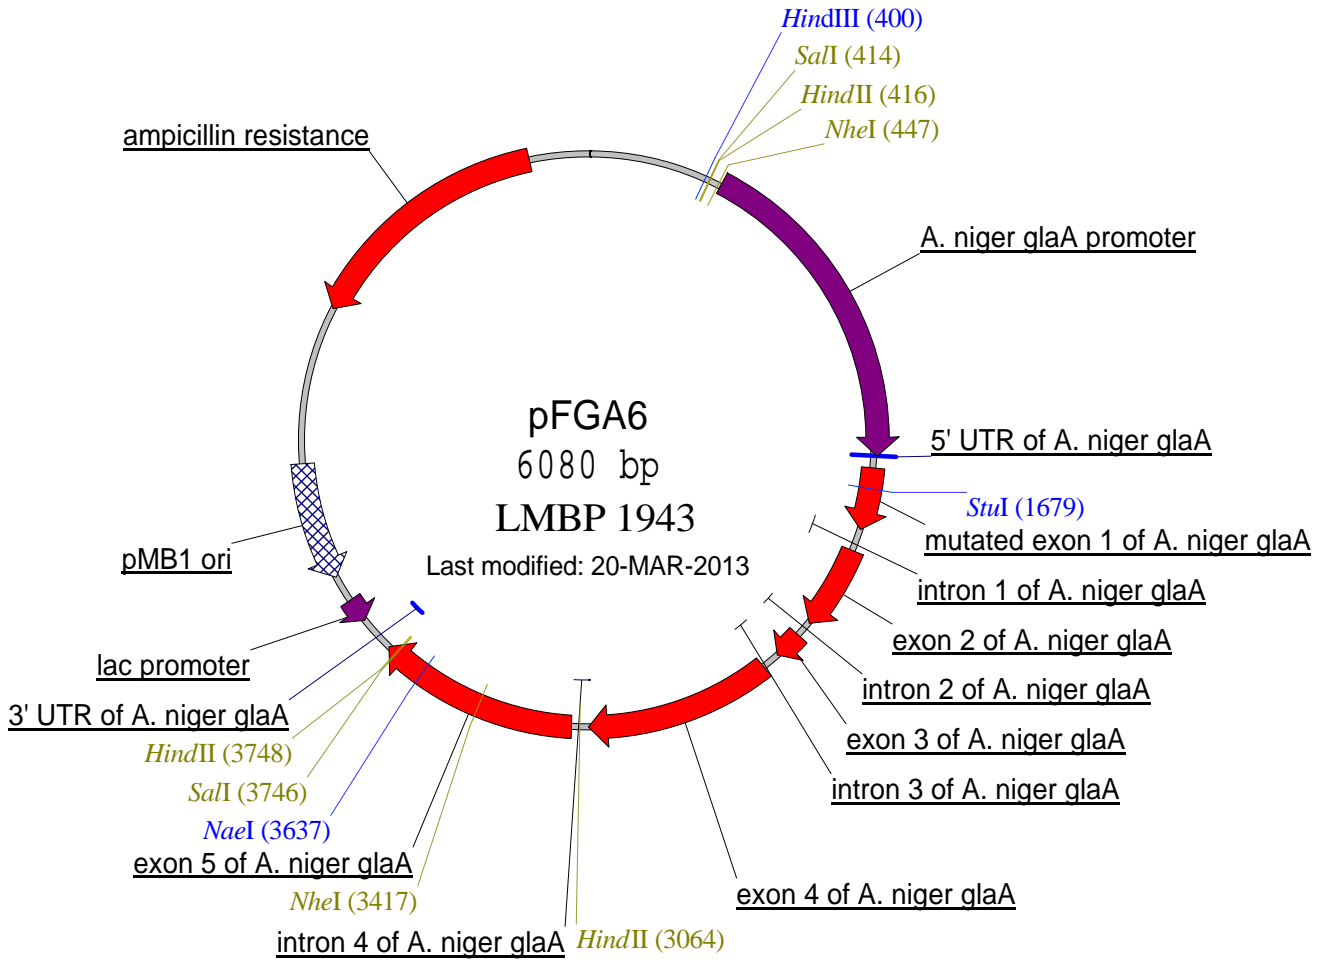 HindIII (400)
SalI (414)
HindII (416)
NheI (447)
ampicillin resistance
A. niger glaA promoter
pFGA6
6080 bp
LMBP 1943
Last modified: 20-MAR-2013
5' UTR of A. niger glaA
StuI (1679)
mutated exon 1 of A. niger glaA
intron 1 of A. niger glaA
exon 2 of A. niger glaA
intron 2 of A. niger glaA
exon 3 of A. niger glaA
intron 3 of A. niger glaA
exon 4 of A. niger glaA
HindII (3064)
intron 4 of A. niger glaA
NheI (3417)
exon 5 of A. niger glaA
NaeI (3637)
SalI (3746)
HindII (3748)
3' UTR of A. niger glaA
lac promoter
pMB1 ori